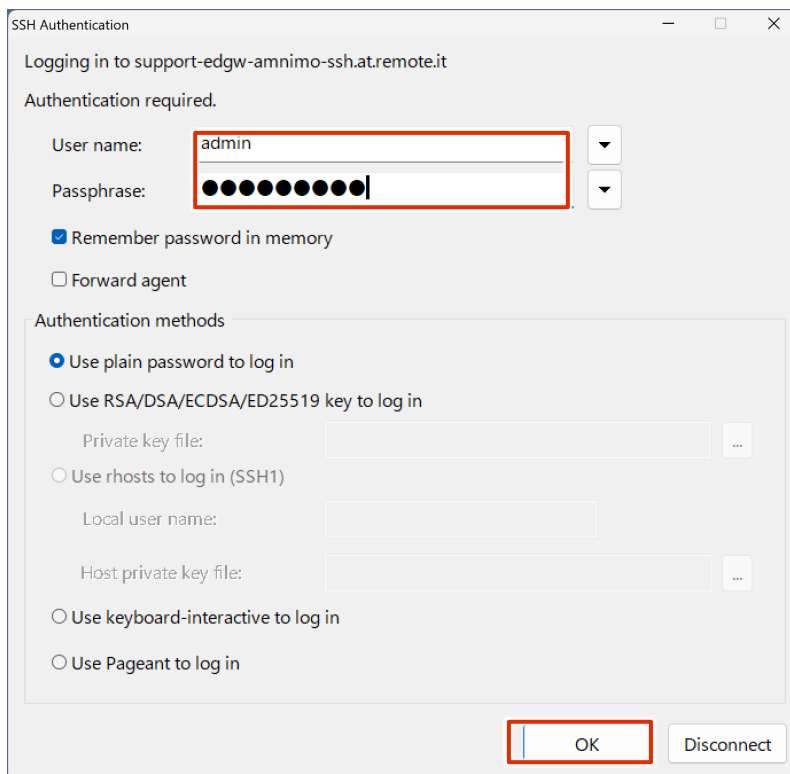 SSH Authentication
Logging in to support-edgw-amnimo-ssh.at.remote.it
Authentication required.
User name: admin
Passphrase: ●●●●●●●●●
Remember password in memory
Forward agent
Authentication methods
Use plain password to log in
Use RSA/DSA/ECDSA/ED25519 key to log in
Private key file: ...
Use rhosts to log in (SSH1)
Local user name:
Host private key file: ...
Use keyboard-interactive to log in
Use Pageant to log in
OK Disconnect